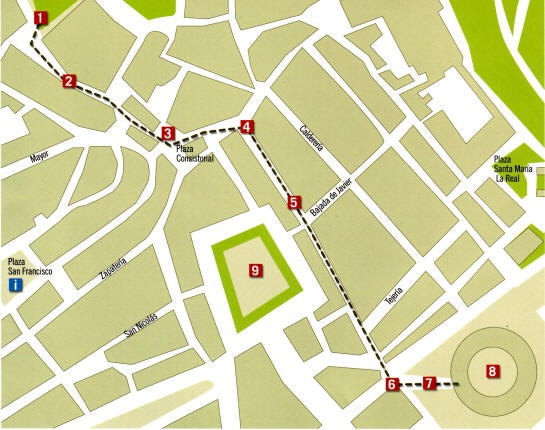 1
2
3
4
Calderería
Plaza
Consistorial
Mayor
Plaza
Santa María
La Real
5
Bajada de Javier
Plaza
San Francisco
i
Zapatería
9
San Nicolás
Tejería
8
6
7